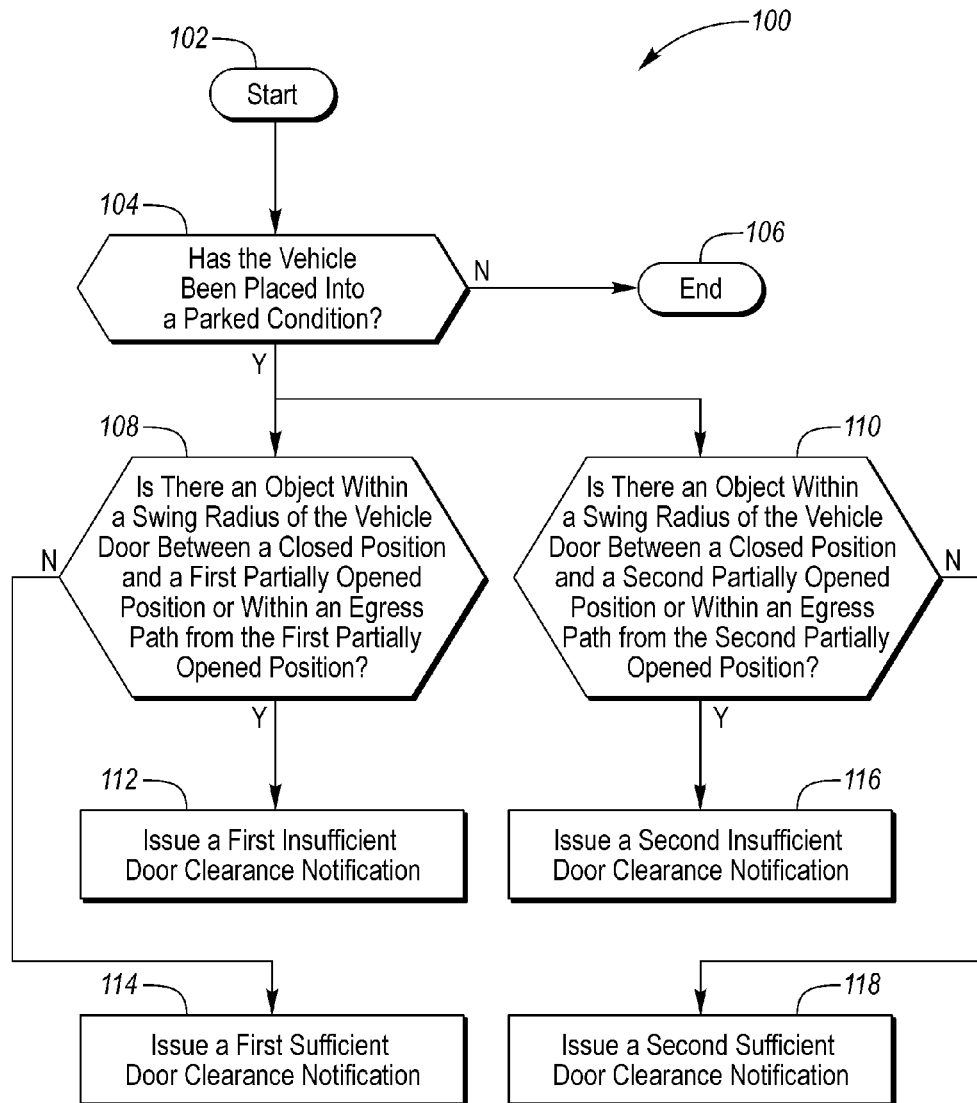 100
102
Start
104
Has the Vehicle
Been Placed Into
a Parked Condition?
N
106
End
Y
108
Is There an Object Within
a Swing Radius of the Vehicle
Door Between a Closed Position
and a First Partially Opened
Position or Within an Egress
Path from the First Partially
Opened Position?
N
Y
110
Is There an Object Within
a Swing Radius of the Vehicle
Door Between a Closed Position
and a Second Partially Opened
Position or Within an Egress
Path from the Second Partially
Opened Position?
N
Y
112
Issue a First Insufficient
Door Clearance Notification
116
Issue a Second Insufficient
Door Clearance Notification
114
Issue a First Sufficient
Door Clearance Notification
118
Issue a Second Sufficient
Door Clearance Notification